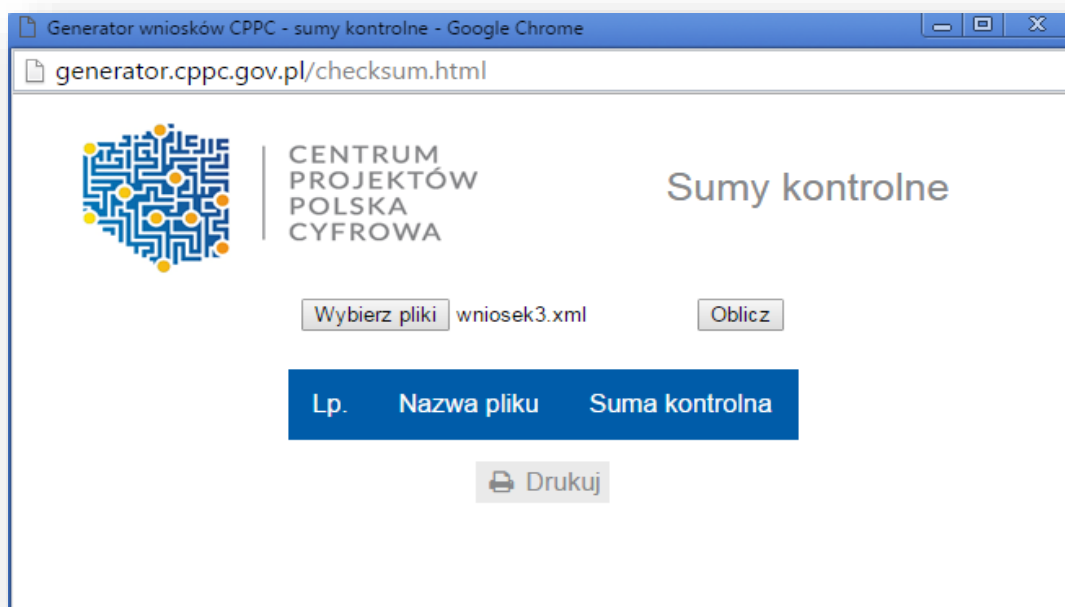 Generator wniosków CPPC - sumy kontrolne - Google Chrome
generator.cppc.gov.pl/checksum.html
CENTRUM
PROJEKTÓW
POLSKA
CYFROWA
Sumy kontrolne
Wybierz pliki wniosek3.xml Oblicz
Lp. Nazwa pliku Suma kontrolna
Drukuj